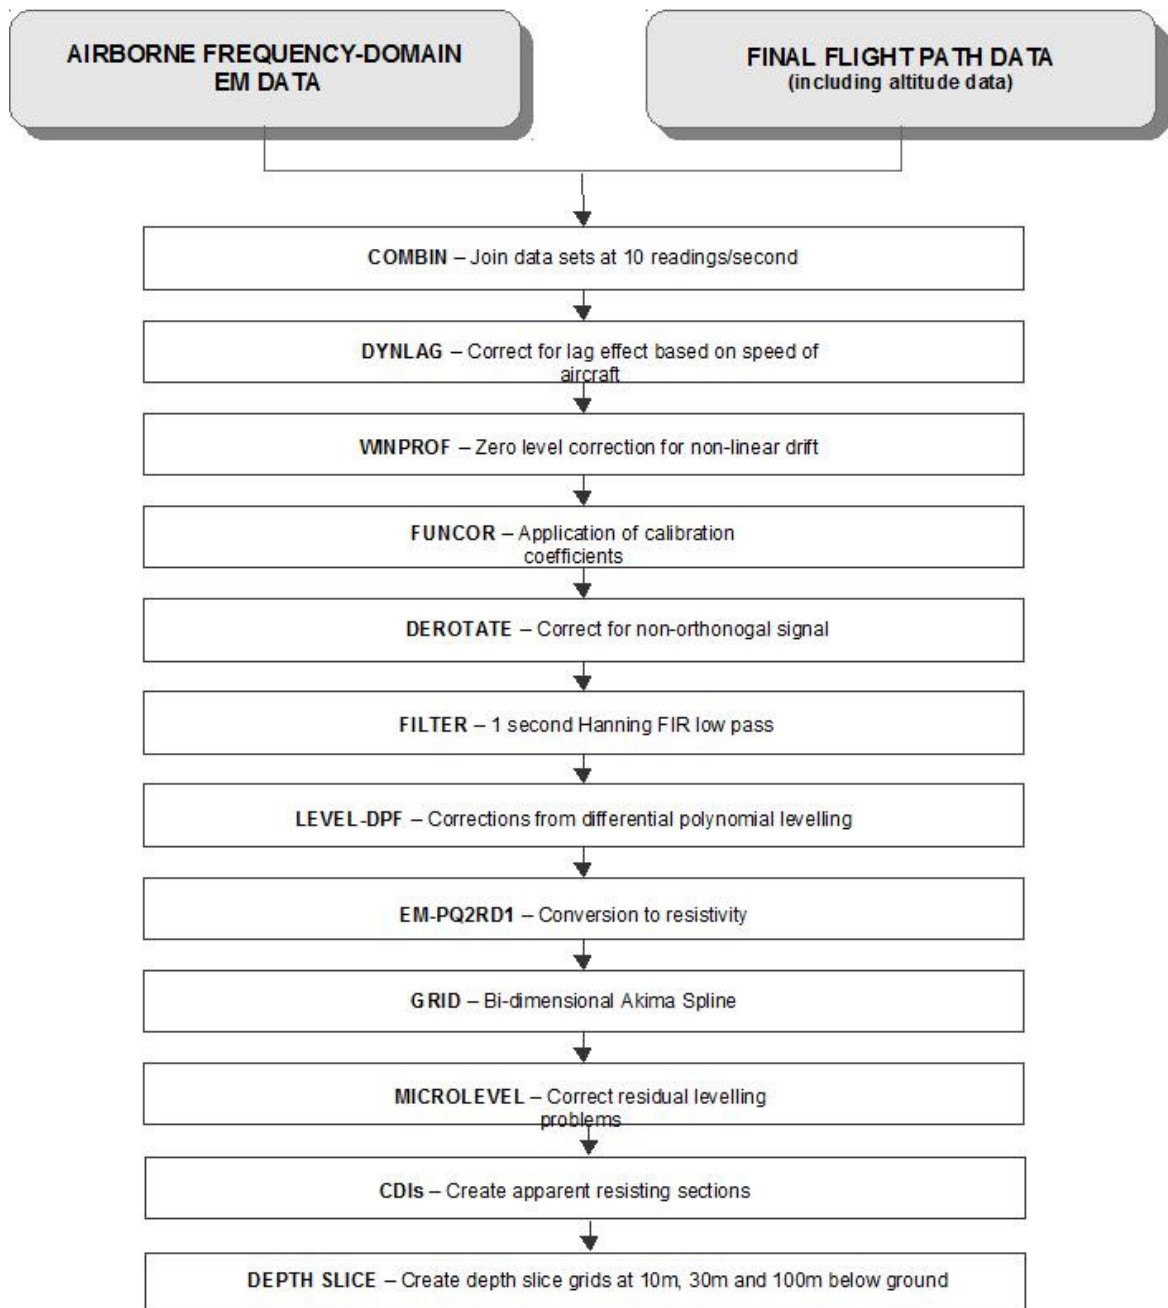 AIRBORNE FREQUENCY-DOMAIN
EM DATA
FINAL FLIGHT PATH DATA
(including altitude data)
COMBIN – Join data sets at 10 readings/second
DYNLAG – Correct for lag effect based on speed of
aircraft
WINPROF – Zero level correction for non-linear drift
FUNCOR – Application of calibration
coefficients
DEROTATE – Correct for non-orthonogal signal
FILTER – 1 second Hanning FIR low pass
LEVEL-DPF – Corrections from differential polynomial levelling
EM-PQ2RD1 – Conversion to resistivity
GRID – Bi-dimensional Akima Spline
MICROLEVEL – Correct residual levelling
problems
CDIs – Create apparent resisting sections
DEPTH SLICE – Create depth slice grids at 10m, 30m and 100m below ground